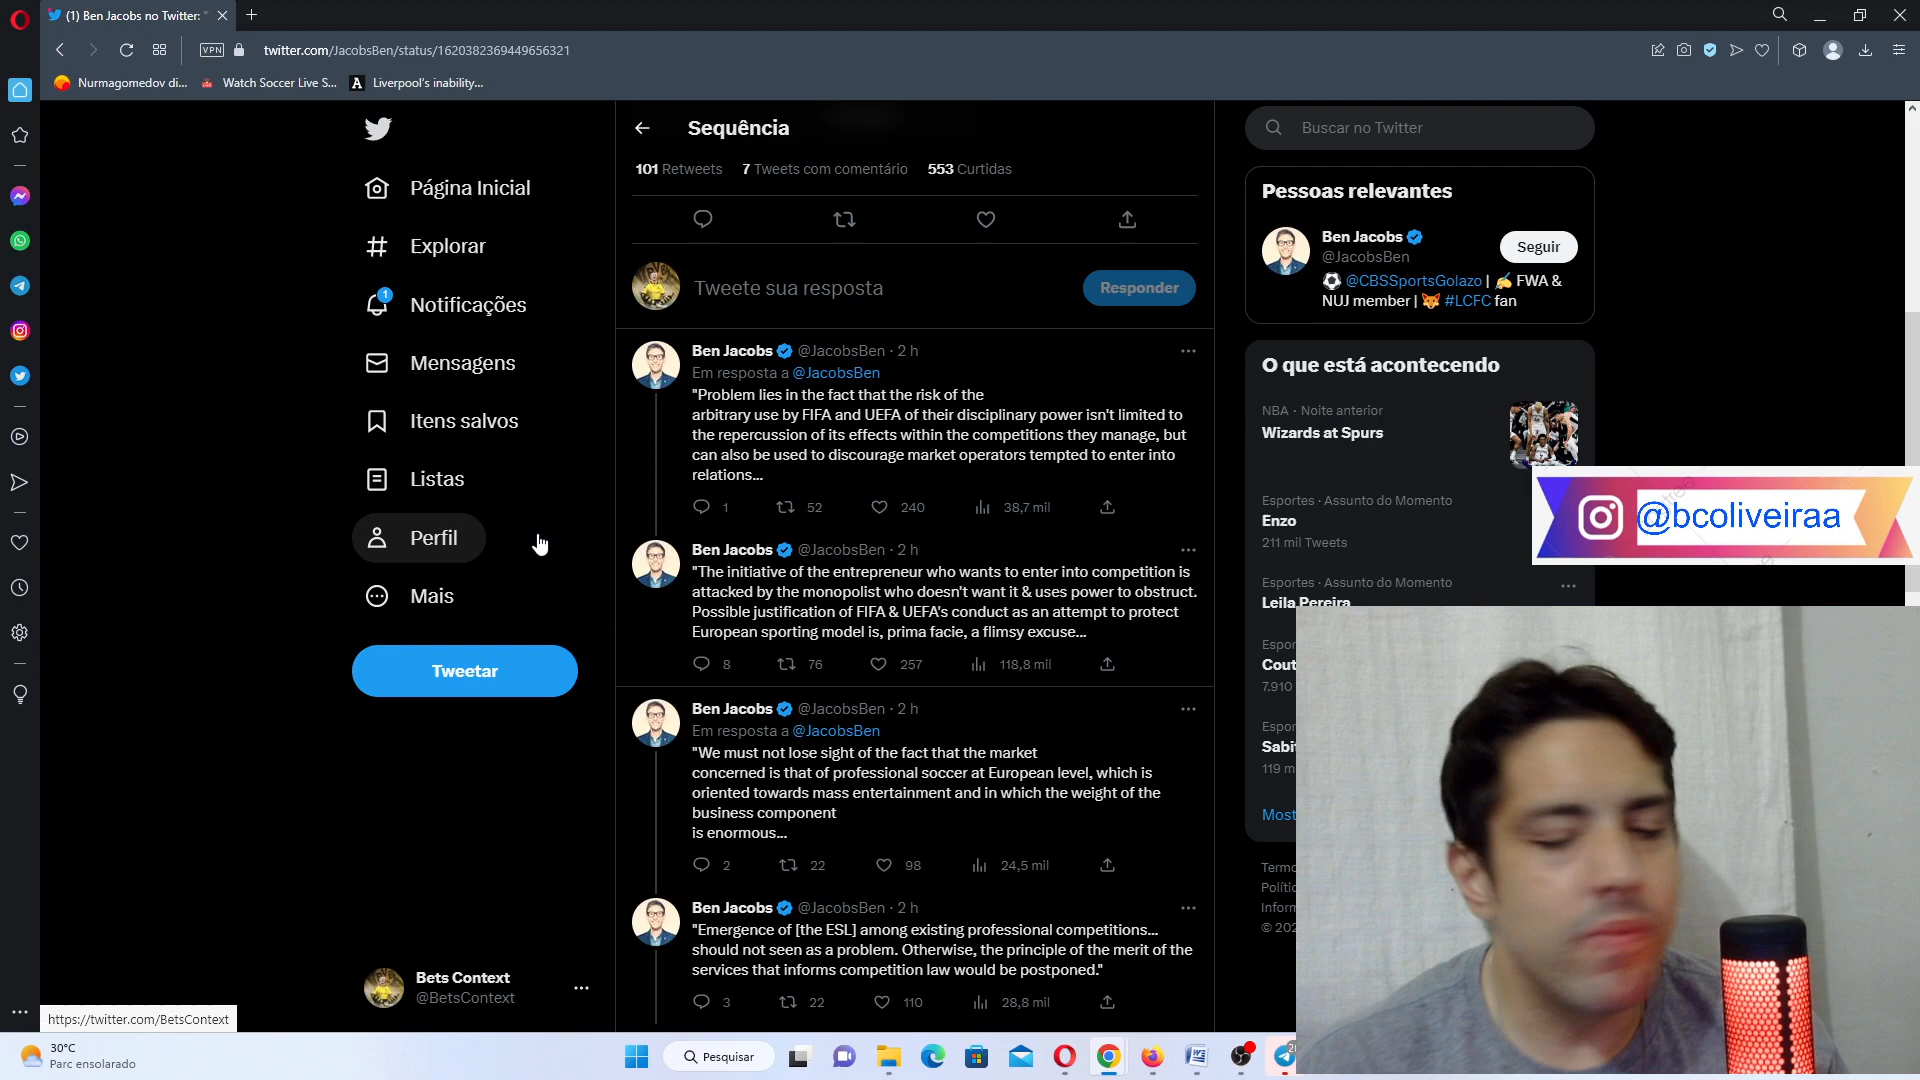 (1) Ben Jacobs no Twitter: "
VPN
twitter.com/JacobsBen/status/1620382369449656321
Nurmagomedov di...
Watch Soccer Live S...
A
Liverpool's inability...
Sequência
101 Retweets 7 Tweets com comentário 553 Curtidas
Página Inicial
Explorar
1
Notificações
Mensagens
Itens salvos
Listas
Perfil
Mais
Tweetar
Bets Context
@BetsContext
Tweete sua resposta
Responder
Ben Jacobs @JacobsBen · 2 h
Em resposta a @JacobsBen
"Problem lies in the fact that the risk of the
arbitrary use by FIFA and UEFA of their disciplinary power isn't limited to
the repercussion of its effects within the competitions they manage, but
can also be used to discourage market operators tempted to enter into
relations...
1 52 240 38,7 mil
Ben Jacobs @JacobsBen · 2 h
"The initiative of the entrepreneur who wants to enter into competition is
attacked by the monopolist who doesn't want it & uses power to obstruct.
Possible justification of FIFA & UEFA's conduct as an attempt to protect
European sporting model is, prima facie, a flimsy excuse...
8 76 257 118,8 mil
Ben Jacobs @JacobsBen · 2 h
Em resposta a @JacobsBen
"We must not lose sight of the fact that the market
concerned is that of professional soccer at European level, which is
oriented towards mass entertainment and in which the weight of the
business component
is enormous...
2 22 98 24,5 mil
Ben Jacobs @JacobsBen · 2 h
"Emergence of [the ESL] among existing professional competitions...
should not seen as a problem. Otherwise, the principle of the merit of the
services that informs competition law would be postponed."
3 22 110 28,8 mil
Buscar no Twitter
Pessoas relevantes
Ben Jacobs
@JacobsBen
Seguir
@CBSSportsGolazo | FWA &
NUJ member | #LCFC fan
O que está acontecendo
NBA · Noite anterior
Wizards at Spurs
Esportes · Assunto do Momento
Enzo
211 mil Tweets
@bcoliveiraa
Esportes · Assunto do Momento
Leila Pereira
Espor
Cout
7.910
Espor
Sabi
119 m
Most
Termo
Polític
Inform
© 202
https://twitter.com/BetsContext
30°C
Parc ensolarado
Pesquisar